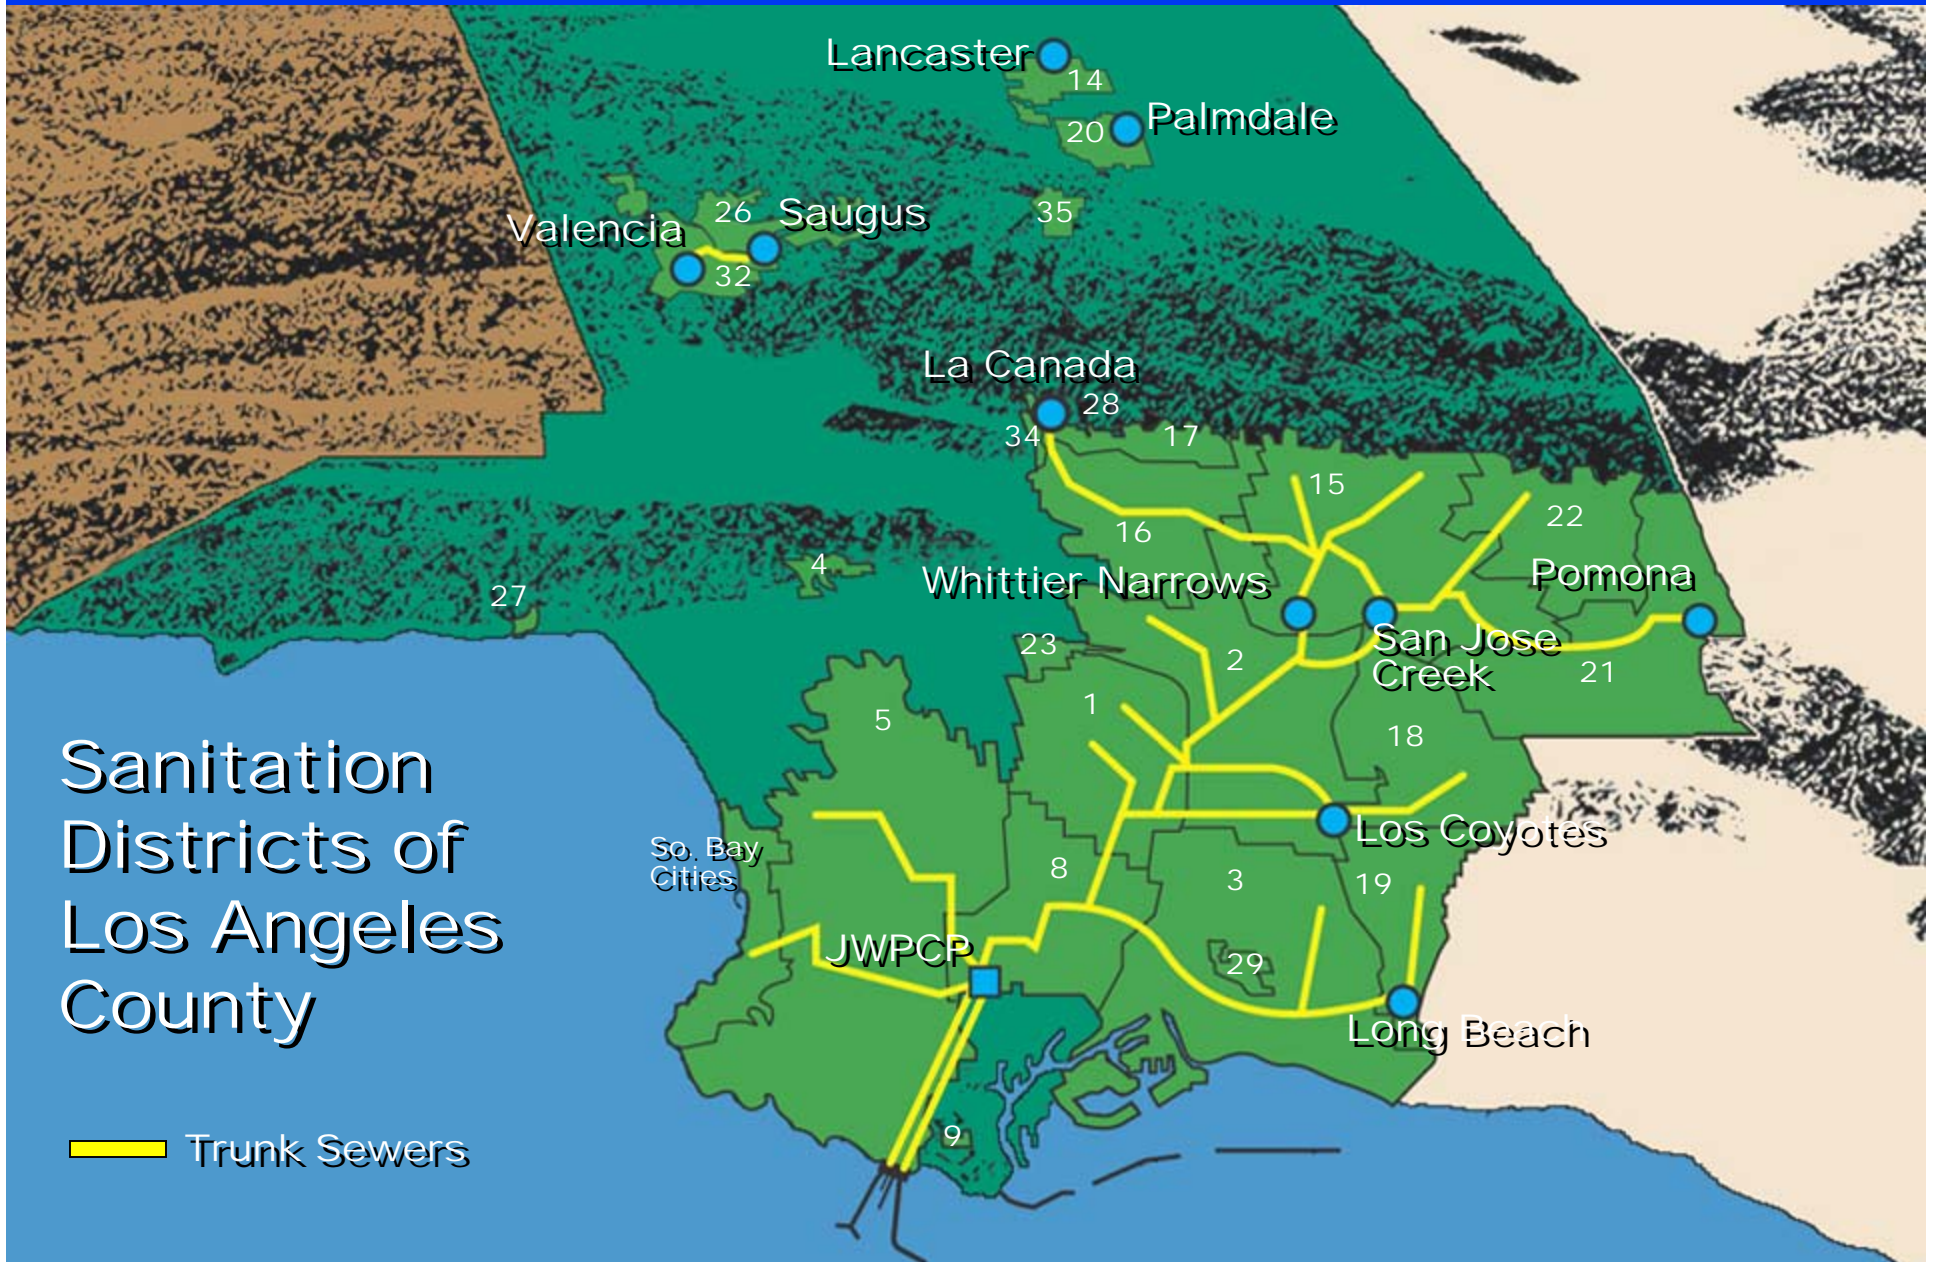 Lancaster
14
Palmdale
20
Valencia
26
Saugus
35
32
La Canada
28
34
17
15
22
16
4
Whittier Narrows
Pomona
27
23
2
San Jose
Creek
21
1
5
18
Sanitation
Districts of
Los Angeles
County
So. Bay
Cities
Los Coyotes
8
3
19
JWPCP
29
Long Beach
9
Trunk Sewers